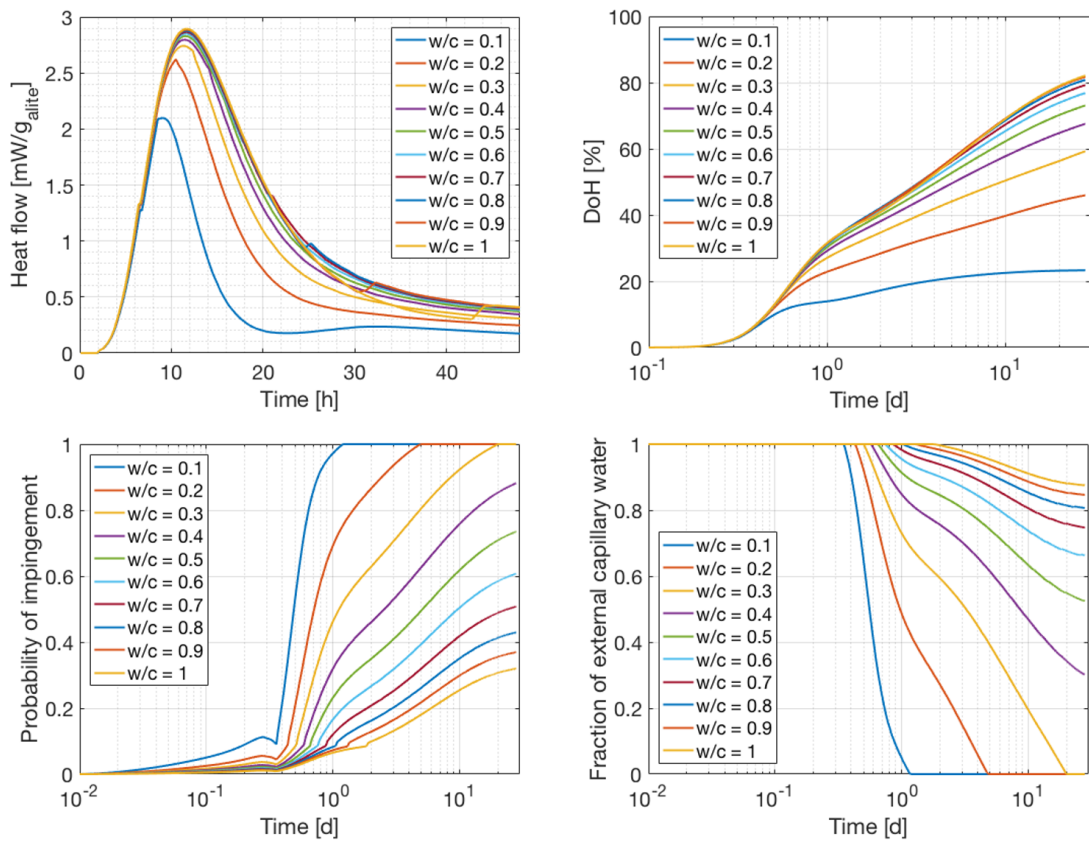 Heat flow [mW/g_alite]
3
2.5
2
1.5
1
0.5
0
0
10
20
30
40
Time [h]
w/c = 0.1
w/c = 0.2
w/c = 0.3
w/c = 0.4
w/c = 0.5
w/c = 0.6
w/c = 0.7
w/c = 0.8
w/c = 0.9
w/c = 1
DoH [%]
100
80
60
40
20
0
10^-1
10^0
10^1
Time [d]
w/c = 0.1
w/c = 0.2
w/c = 0.3
w/c = 0.4
w/c = 0.5
w/c = 0.6
w/c = 0.7
w/c = 0.8
w/c = 0.9
w/c = 1
Probability of impingement
1
0.8
0.6
0.4
0.2
0
10^-2
10^-1
10^0
10^1
Time [d]
w/c = 0.1
w/c = 0.2
w/c = 0.3
w/c = 0.4
w/c = 0.5
w/c = 0.6
w/c = 0.7
w/c = 0.8
w/c = 0.9
w/c = 1
Fraction of external capillary water
1
0.8
0.6
0.4
0.2
0
10^-2
10^-1
10^0
10^1
Time [d]
w/c = 0.1
w/c = 0.2
w/c = 0.3
w/c = 0.4
w/c = 0.5
w/c = 0.6
w/c = 0.7
w/c = 0.8
w/c = 0.9
w/c = 1